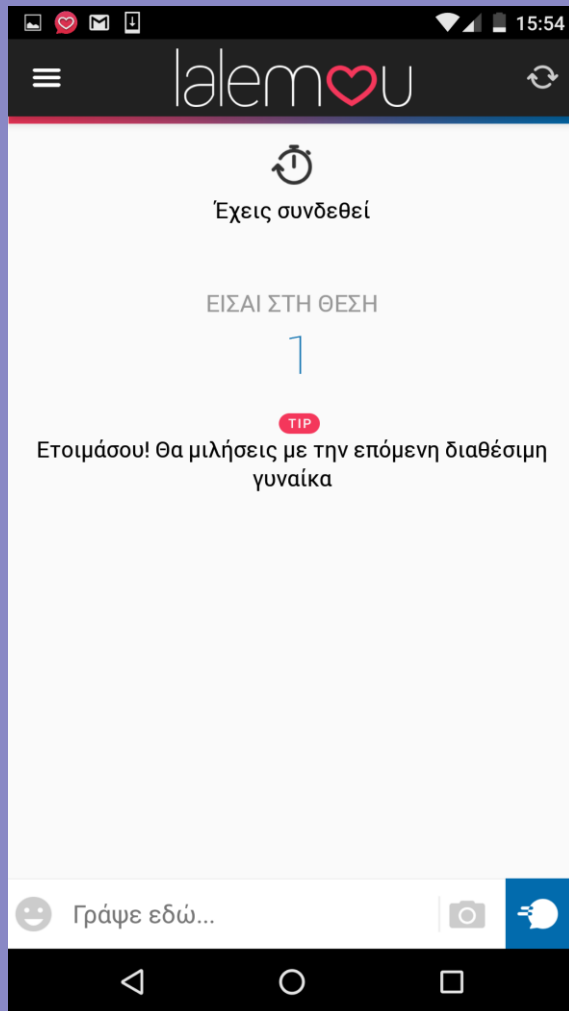 15:54
lalemou
Έχεις συνδεθεί
ΕΙΣΑΙ ΣΤΗ ΘΕΣΗ
1
TIP
Ετοιμάσου! Θα μιλήσεις με την επόμενη διαθέσιμη
γυναίκα
Γράψε εδώ...